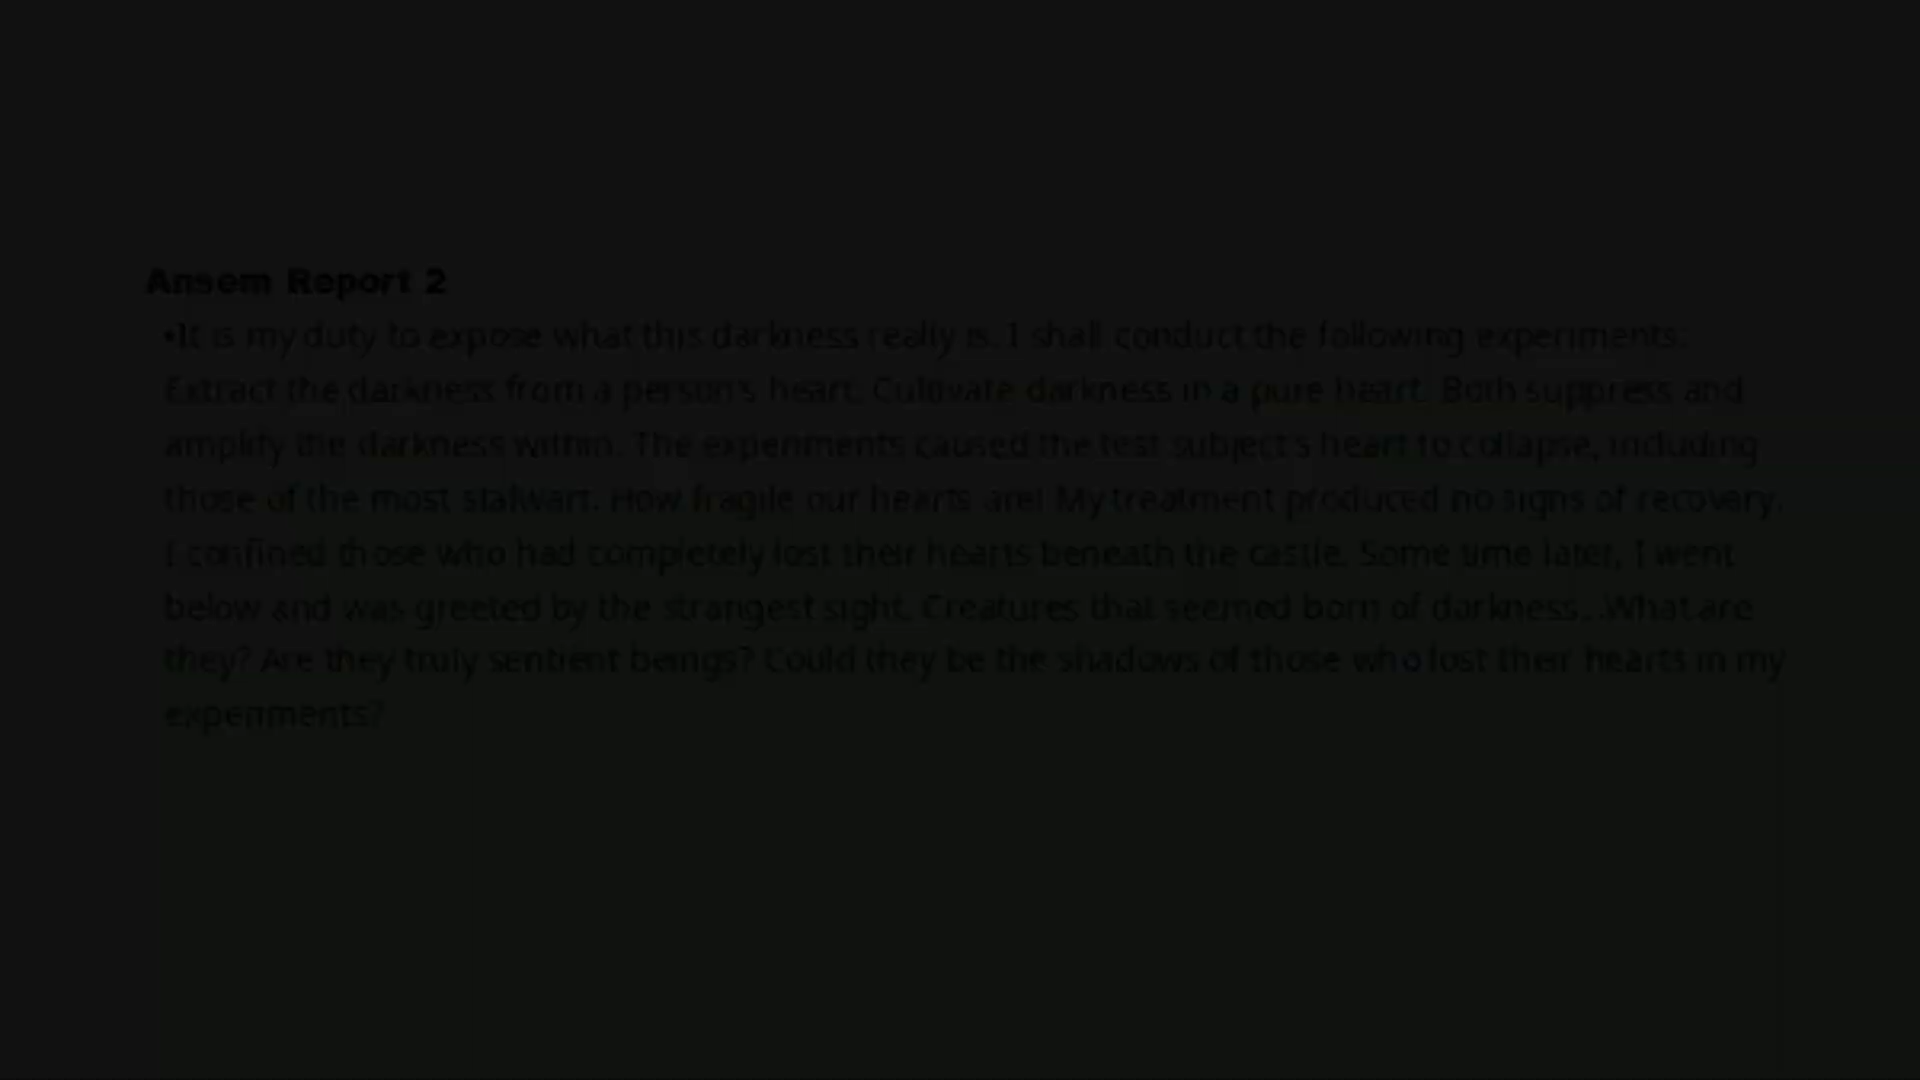 Ansem Report 2
•It is my duty to expose what this darkness really is. I shall conduct the following experiments:
Extract the darkness from a person's heart. Cultivate darkness in a pure heart. Both suppress and
amplify the darkness within. The experiments caused the test subject's heart to collapse, including
those of the most stalwart. How fragile our hearts are! My treatment produced no signs of recovery.
I confined those who had completely lost their hearts beneath the castle. Some time later, I went
below and was greeted by the strangest sight. Creatures that seemed born of darkness...What are
they? Are they truly sentient beings? Could they be the shadows of those who lost their hearts in my
experiments?